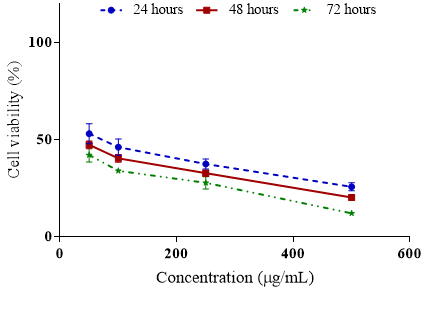 24 hours 48 hours 72 hours
100
50
0
0 200 400 600
Cell viability (%)
Concentration (μg/mL)